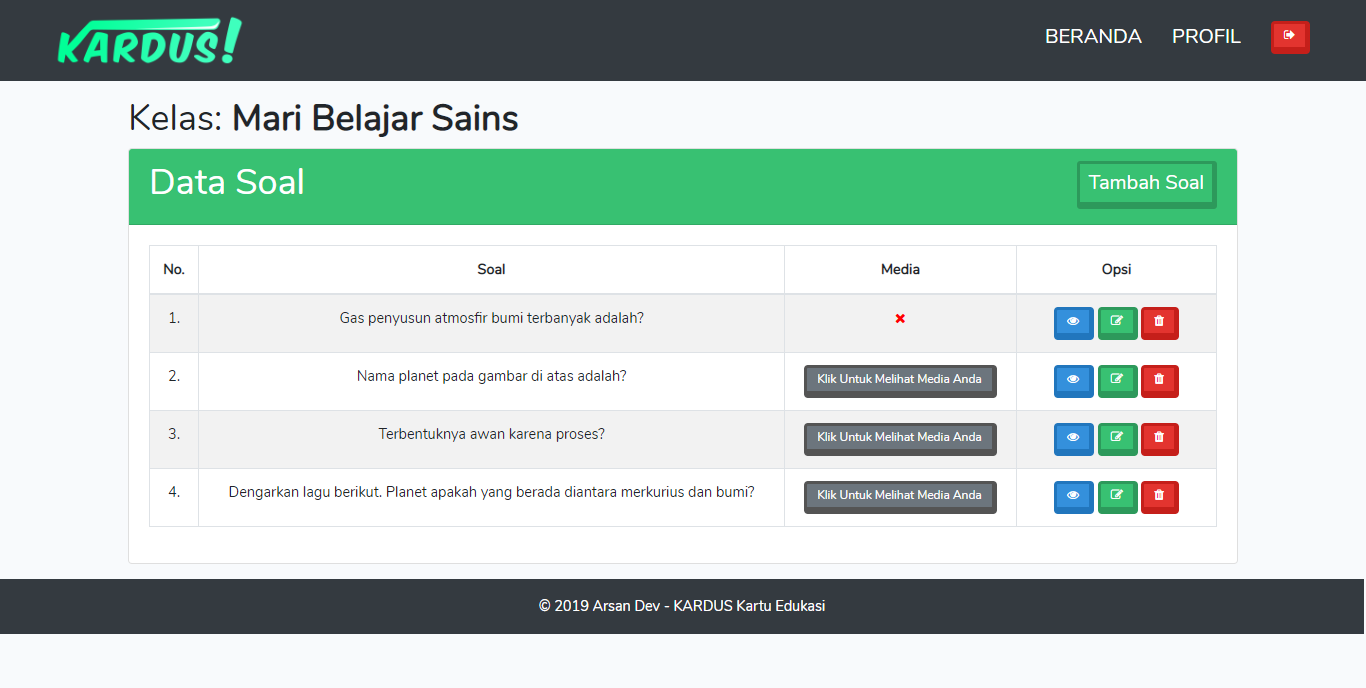 KARDUS!
BERANDA PROFIL
Kelas: Mari Belajar Sains
Data Soal
Tambah Soal
No. Soal Media Opsi
1. Gas penyusun atmosfir bumi terbanyak adalah?
2. Nama planet pada gambar di atas adalah? Klik Untuk Melihat Media Anda
3. Terbentuknya awan karena proses? Klik Untuk Melihat Media Anda
4. Dengarkan lagu berikut. Planet apakah yang berada diantara merkurius dan bumi? Klik Untuk Melihat Media Anda
© 2019 Arsan Dev - KARDUS Kartu Edukasi